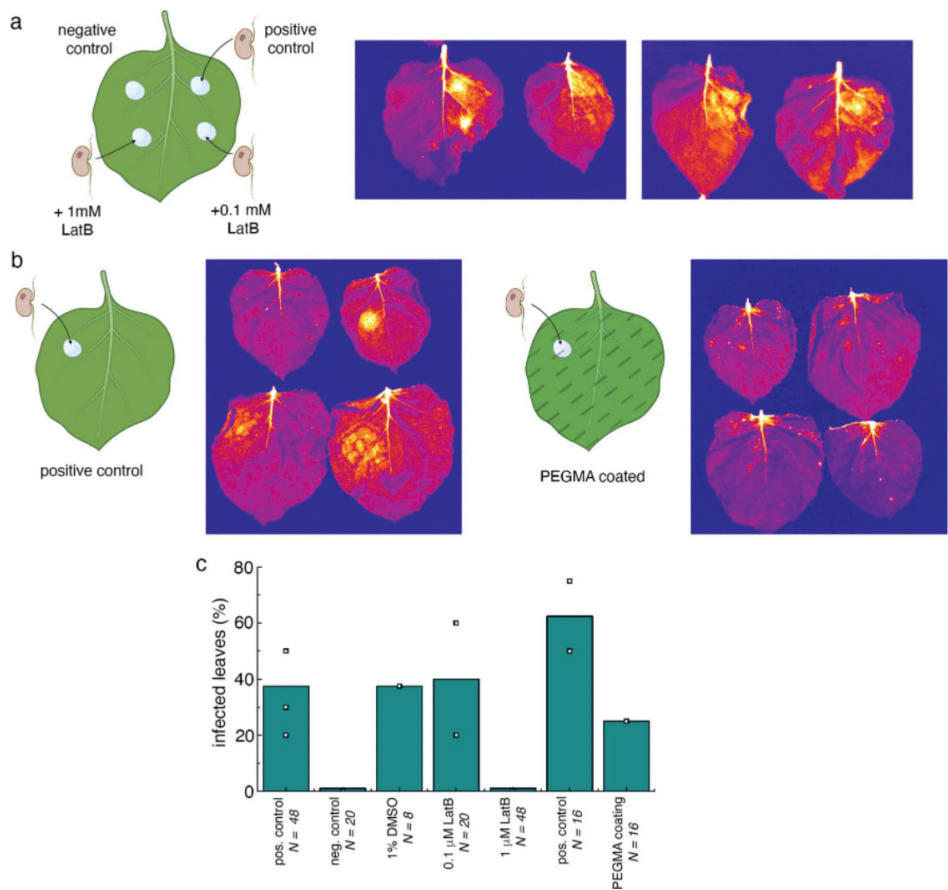 a
negative
control
positive
control
+ 1mM
LatB
+0.1 mM
LatB
b
positive control
PEGMA coated
c
infected leaves (%)
80
60
40
20
0
pos. control
N = 48
neg. control
N = 20
1% DMSO
N = 8
0.1 μM LatB
N = 20
1 μM LatB
N = 48
pos. control
N = 16
PEGMA coating
N = 16